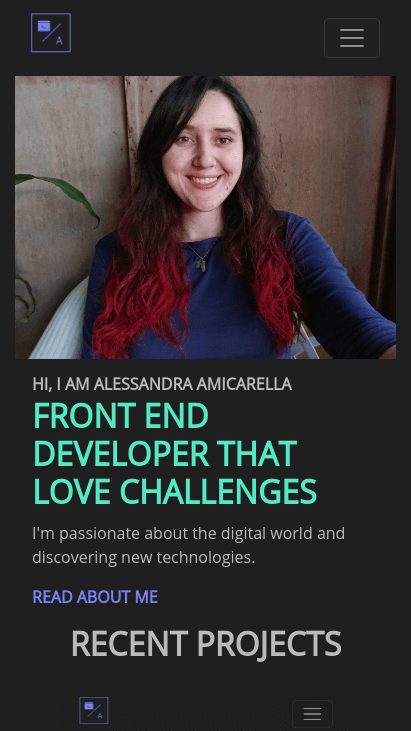 A
HI, I AM ALESSANDRA AMICARELLA
FRONT END
DEVELOPER THAT
LOVE CHALLENGES
I'm passionate about the digital world and
discovering new technologies.
READ ABOUT ME
RECENT PROJECTS
A